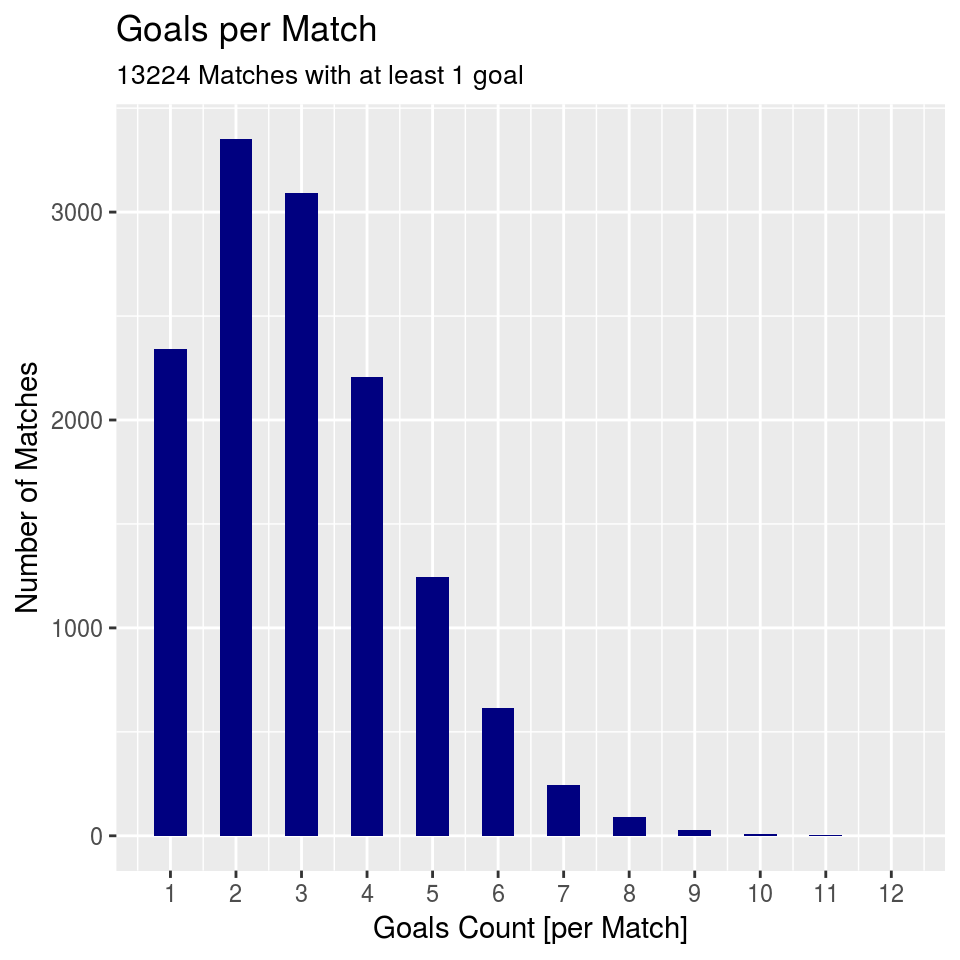 Goals per Match
13224 Matches with at least 1 goal
Number of Matches
3000
2000
1000
0
1 2 3 4 5 6 7 8 9 10 11 12
Goals Count [per Match]